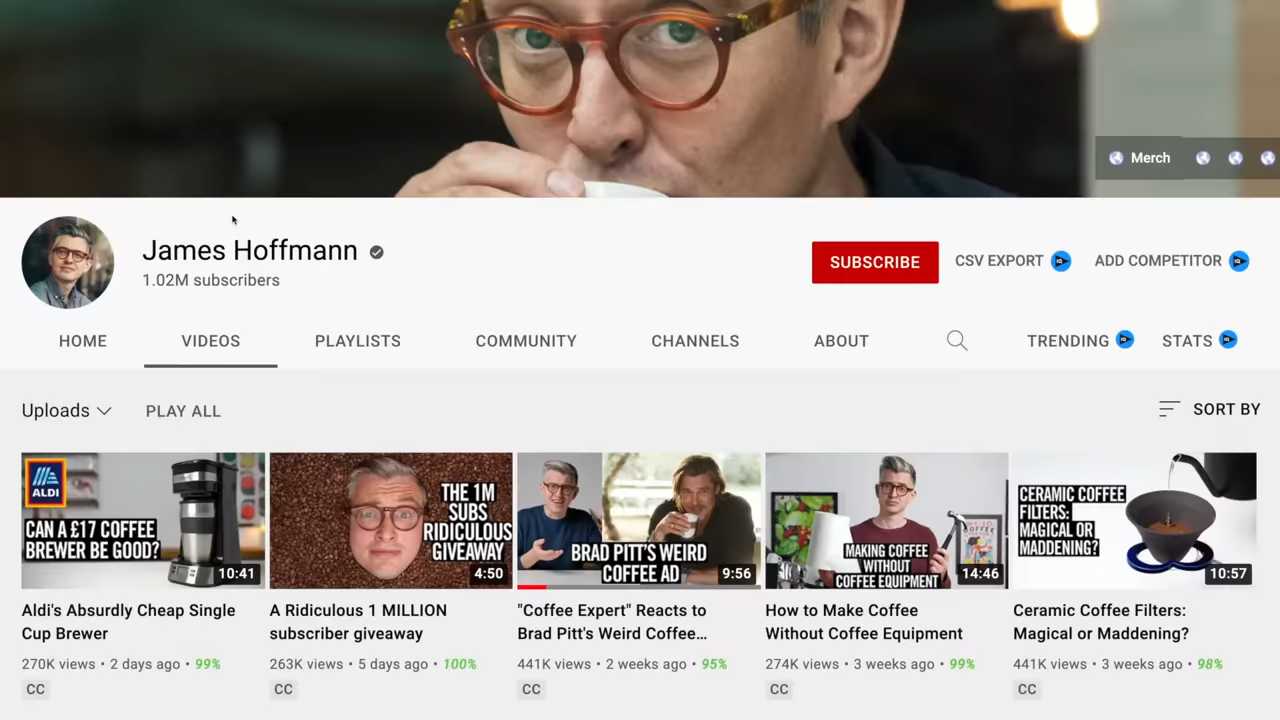 Merch
James Hoffmann
1.02M subscribers
SUBSCRIBE
CSV EXPORT
ADD COMPETITOR
HOME
VIDEOS
PLAYLISTS
COMMUNITY
CHANNELS
ABOUT
TRENDING
STATS
Uploads
PLAY ALL
SORT BY
ALDI
CAN A £17 COFFEE
BREWER BE GOOD?
10:41
THE 1M
SUBS
RIDICULOUS
GIVEAWAY
4:50
BRAD PITT'S WEIRD
COFFEE AD
9:56
MAKING COFFEE
WITHOUT
COFFEE EQUIPMENT
14:46
CERAMIC COFFEE
FILTERS:
MAGICAL OR
MADDENING?
10:57
Aldi's Absurdly Cheap Single
Cup Brewer
270K views • 2 days ago • 99%
CC
A Ridiculous 1 MILLION
subscriber giveaway
263K views • 5 days ago • 100%
CC
"Coffee Expert" Reacts to
Brad Pitt's Weird Coffee...
441K views • 2 weeks ago • 95%
CC
How to Make Coffee
Without Coffee Equipment
274K views • 3 weeks ago • 99%
CC
Ceramic Coffee Filters:
Magical or Maddening?
441K views • 3 weeks ago • 98%
CC